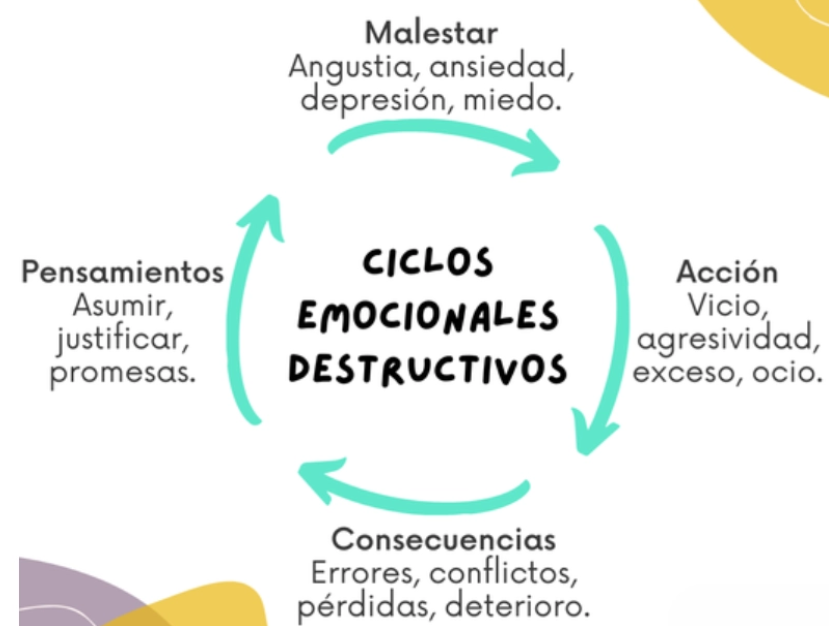 Malestar
Angustia, ansiedad,
depresión, miedo.
Pensamientos
Asumir,
justificar,
promesas.
CICLOS
EMOCIONALES
DESTRUCTIVOS
Acción
Vicio,
agresividad,
exceso, ocio.
Consecuencias
Errores, conflictos,
pérdidas, deterioro.